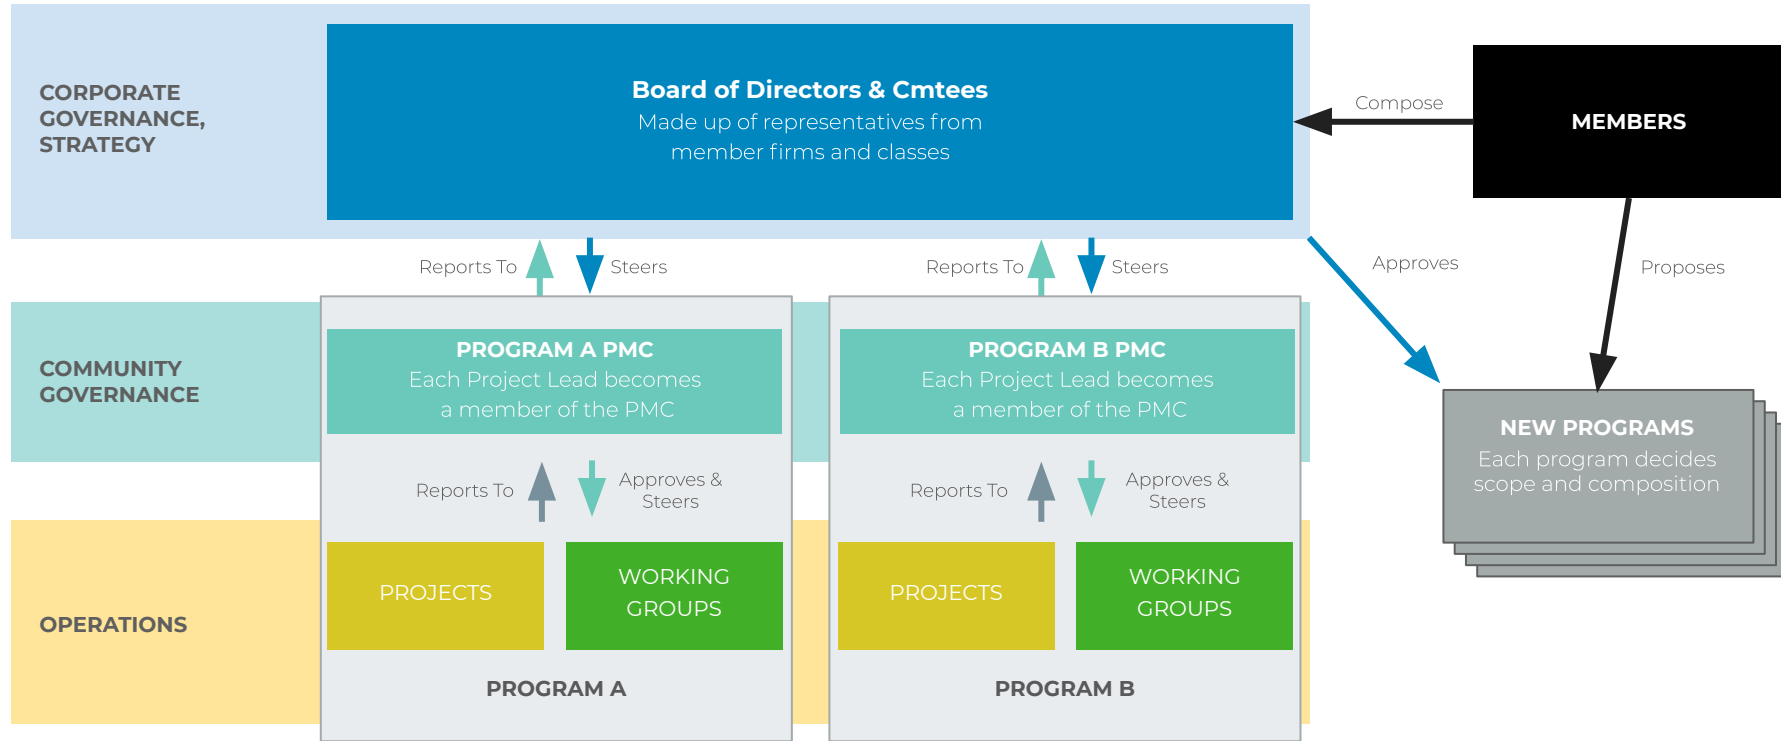 CORPORATE
GOVERNANCE,
STRATEGY
Board of Directors & Cmtees
Made up of representatives from
member firms and classes
Compose
MEMBERS
Reports To
Steers
Reports To
Steers
Approves
Proposes
COMMUNITY
GOVERNANCE
PROGRAM A PMC
Each Project Lead becomes
a member of the PMC
PROGRAM B PMC
Each Project Lead becomes
a member of the PMC
NEW PROGRAMS
Each program decides
scope and composition
Reports To
Approves &
Steers
Reports To
Approves &
Steers
OPERATIONS
PROJECTS
WORKING
GROUPS
PROJECTS
WORKING
GROUPS
PROGRAM A
PROGRAM B